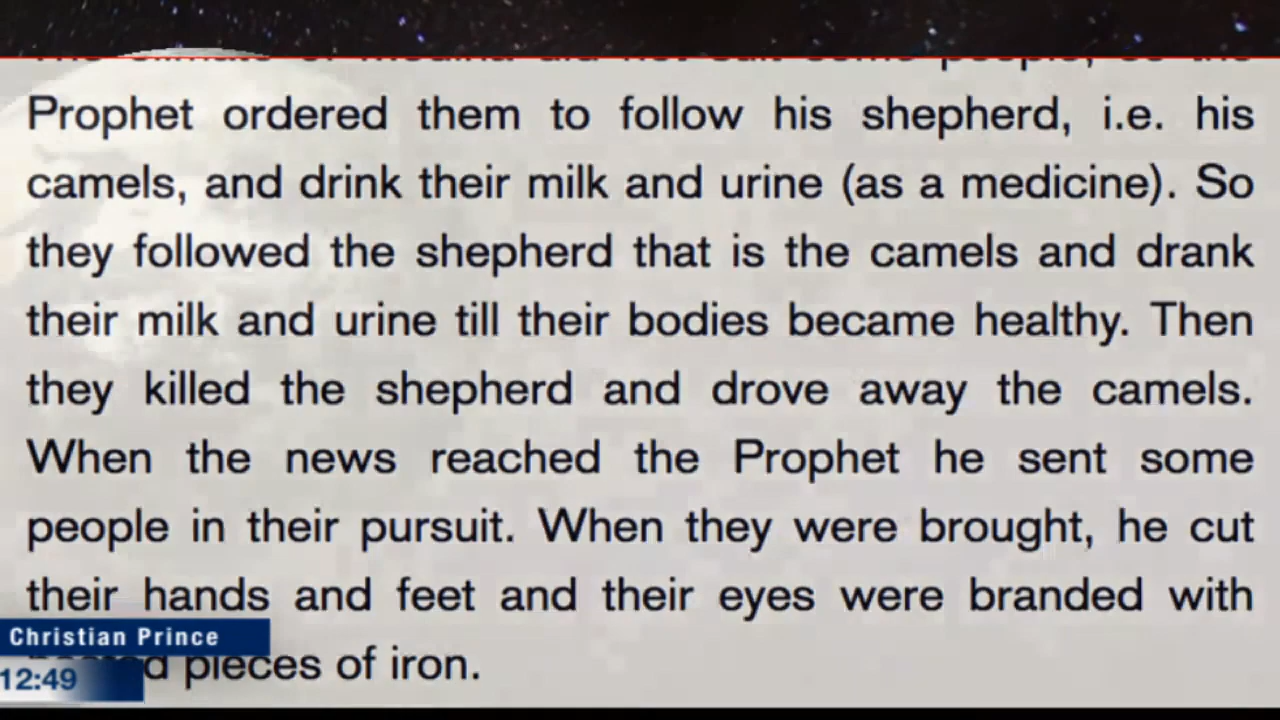 Prophet ordered them to follow his shepherd, i.e. his
camels, and drink their milk and urine (as a medicine). So
they followed the shepherd that is the camels and drank
their milk and urine till their bodies became healthy. Then
they killed the shepherd and drove away the camels.
When the news reached the Prophet he sent some
people in their pursuit. When they were brought, he cut
their hands and feet and their eyes were branded with
pieces of iron.
Christian Prince
12:49